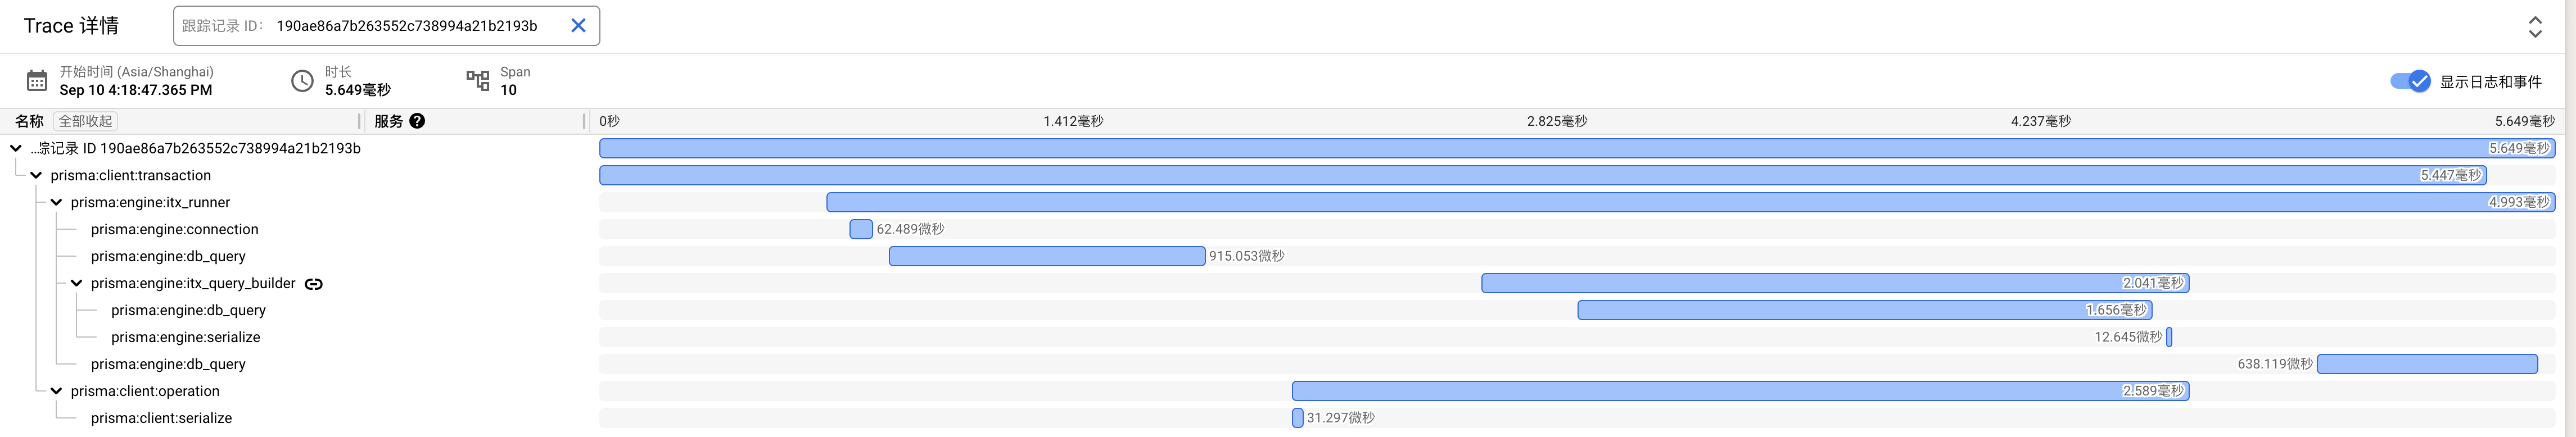 Trace 详情
跟踪记录 ID： 190ae86a7b263552c738994a21b2193b
开始时间 (Asia/Shanghai)
Sep 10 4:18:47.365 PM
时长
5.649毫秒
Span
10
显示日志和事件
名称 全部收起 服务 0秒 1.412毫秒 2.825毫秒 4.237毫秒 5.649毫秒
...踪记录 ID 190ae86a7b263552c738994a21b2193b 5.649毫秒
prisma:client:transaction 5.447毫秒
prisma:engine:itx_runner 4.993毫秒
prisma:engine:connection 62.489微秒
prisma:engine:db_query 915.053微秒
prisma:engine:itx_query_builder 2.041毫秒
prisma:engine:db_query 1.656毫秒
prisma:engine:serialize 12.645微秒
prisma:engine:db_query 638.119微秒
prisma:client:operation 2.589毫秒
prisma:client:serialize 31.297微秒